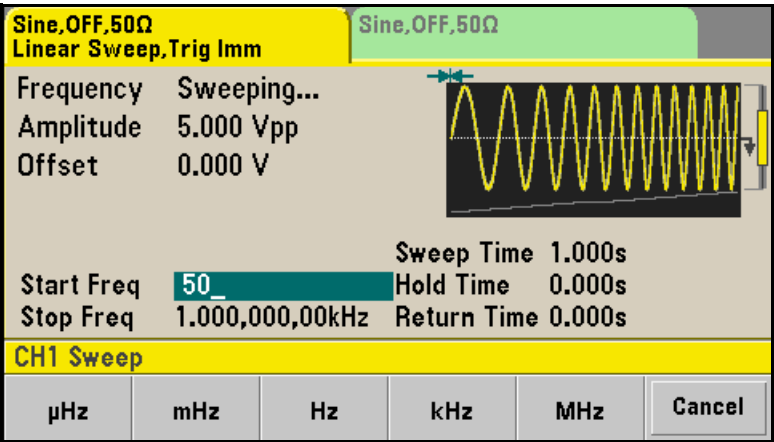 Sine,OFF,50Ω
Linear Sweep,Trig Imm
Sine,OFF,50Ω
Frequency Sweeping...
Amplitude 5.000 Vpp
Offset 0.000 V
Sweep Time 1.000s
Start Freq 50_ Hold Time 0.000s
Stop Freq 1.000,000,00kHz Return Time 0.000s
CH1 Sweep
µHz mHz Hz kHz MHz Cancel